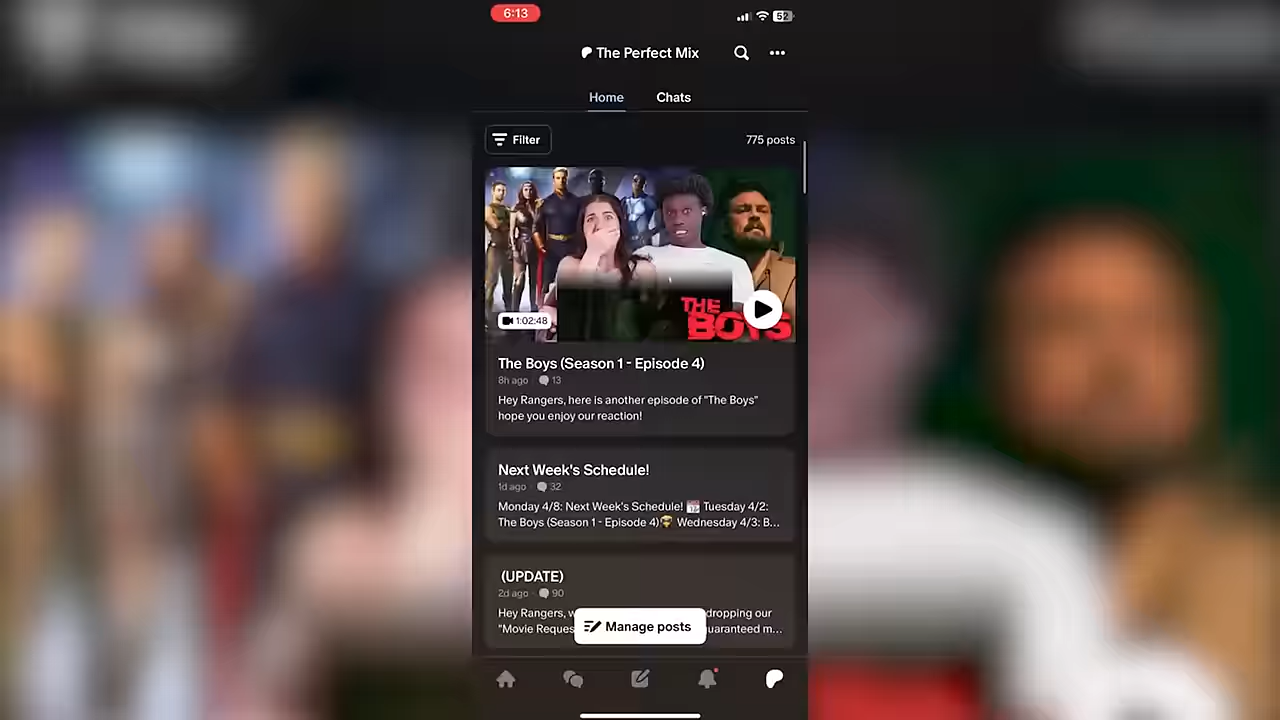 6:13
52
The Perfect Mix
Home Chats
Filter
775 posts
1:02:48
THE
BOYS
The Boys (Season 1 - Episode 4)
8h ago 13
Hey Rangers, here is another episode of "The Boys"
hope you enjoy our reaction!
Next Week's Schedule!
1d ago 32
Monday 4/8: Next Week's Schedule! 📆 Tuesday 4/2:
The Boys (Season 1 - Episode 4) Wednesday 4/3: B...
(UPDATE)
2d ago 90
Hey Rangers, dropping our
"Movie m...
Manage posts